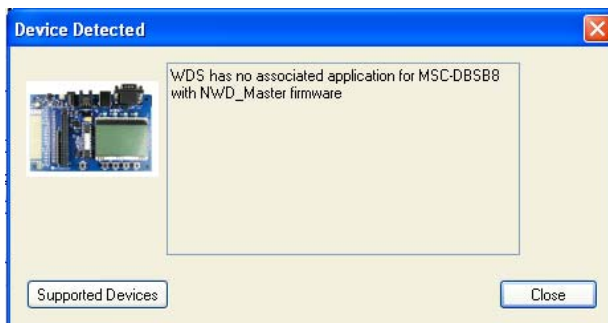 Device Detected
WDS has no associated application for MSC-DBSB8
with NWD_Master firmware
Supported Devices
Close